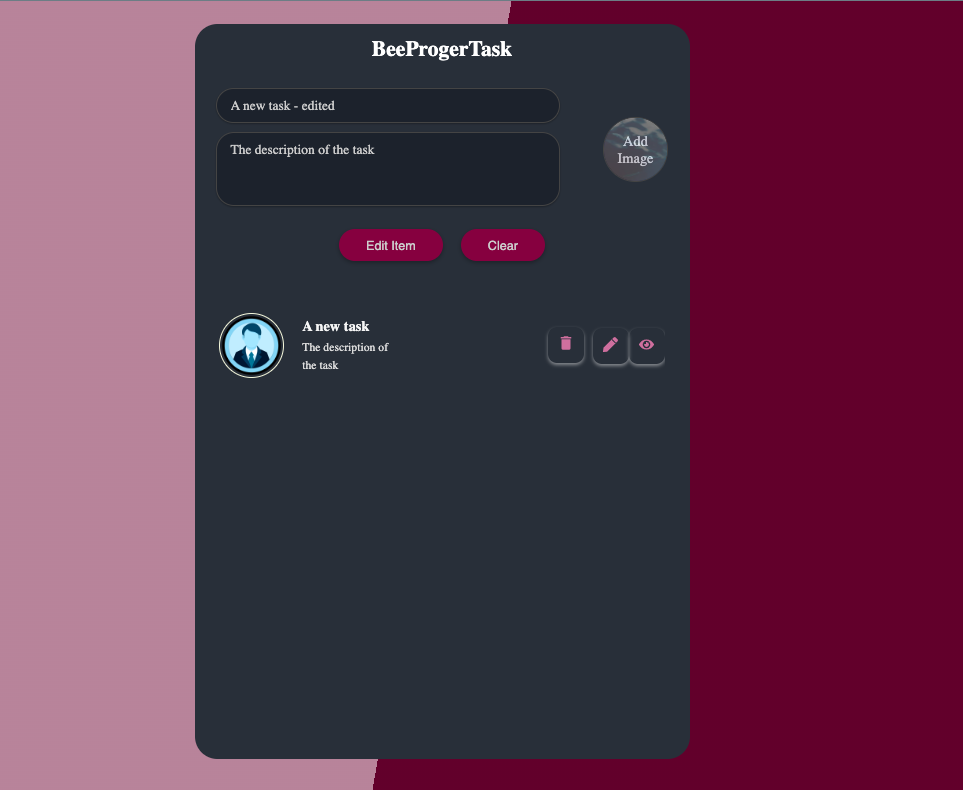 BeeProgerTask
A new task - edited
The description of the task
Add
Image
Edit Item
Clear
A new task
The description of
the task